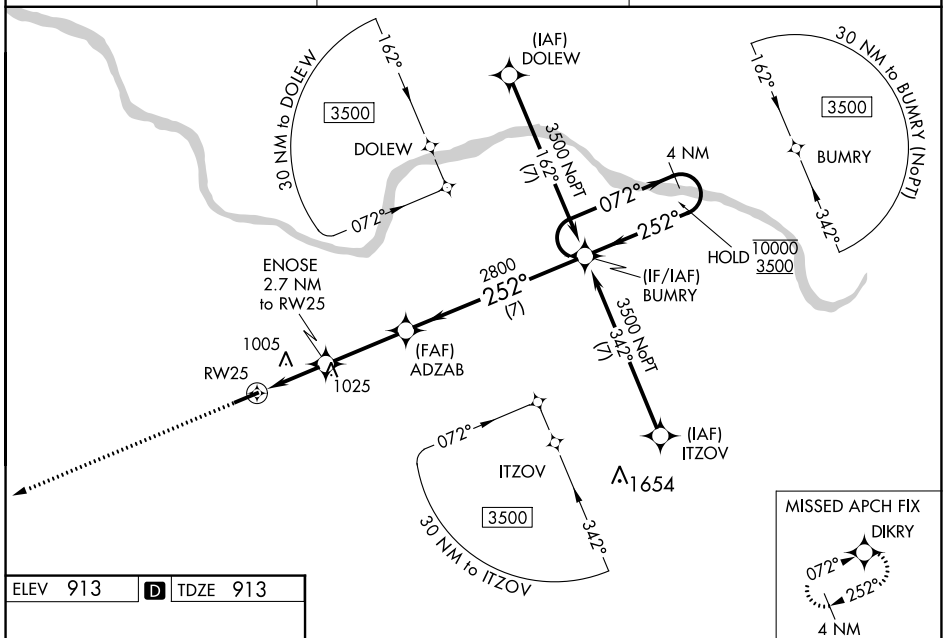 30 NM to DOLEW
162°
3500
DOLEW
072°
(IAF)
DOLEW
3500 NoPT
162°
(7)
4 NM
072°
252°
HOLD 10000
3500
30 NM to BUMRY (NoPT)
162°
3500
BUMRY
342°
(IF/IAF)
BUMRY
2800
252°
(7)
ENOSE
2.7 NM
to RW25
(FAF)
ADZAB
1005
1025
RW25
3500 NoPT
342°
(7)
(IAF)
ITZOV
1654
072°
ITZOV
3500
342°
30 NM to ITZOV
MISSED APCH FIX
DIKRY
072°
252°
4 NM
ELEV 913 D TDZE 913